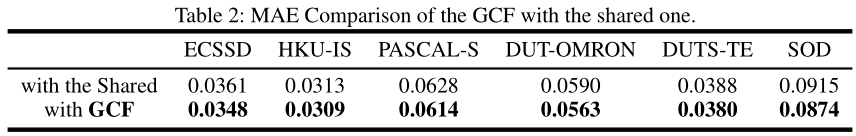 Table 2: MAE Comparison of the GCF with the shared one.
ECSSD HKU-IS PASCAL-S DUT-OMRON DUTS-TE SOD
with the Shared 0.0361 0.0313 0.0628 0.0590 0.0388 0.0915
with GCF 0.0348 0.0309 0.0614 0.0563 0.0380 0.0874